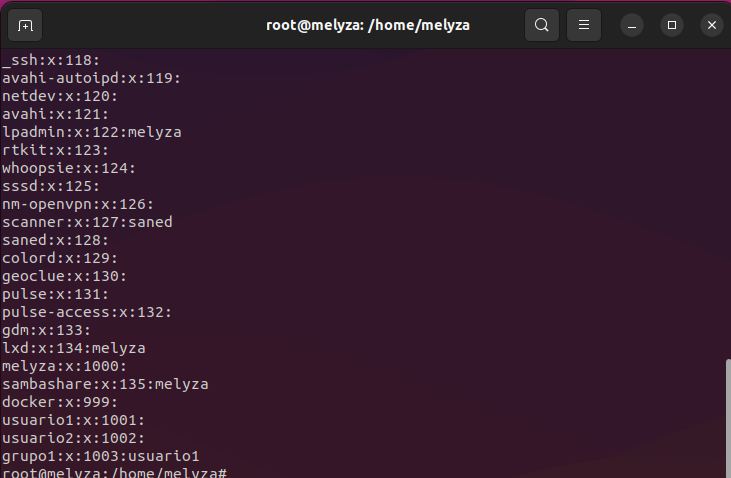 root@melyza: /home/melyza
_ssh:x:118:
avahi-autoipd:x:119:
netdev:x:120:
avahi:x:121:
lpadmin:x:122:melyza
rtkit:x:123:
whoopsie:x:124:
sssd:x:125:
nm-openvpn:x:126:
scanner:x:127:saned
saned:x:128:
colord:x:129:
geoclue:x:130:
pulse:x:131:
pulse-access:x:132:
gdm:x:133:
lxd:x:134:melyza
melyza:x:1000:
sambashare:x:135:melyza
docker:x:999:
usuario1:x:1001:
usuario2:x:1002:
grupo1:x:1003:usuario1
root@melyza:/home/melyza#